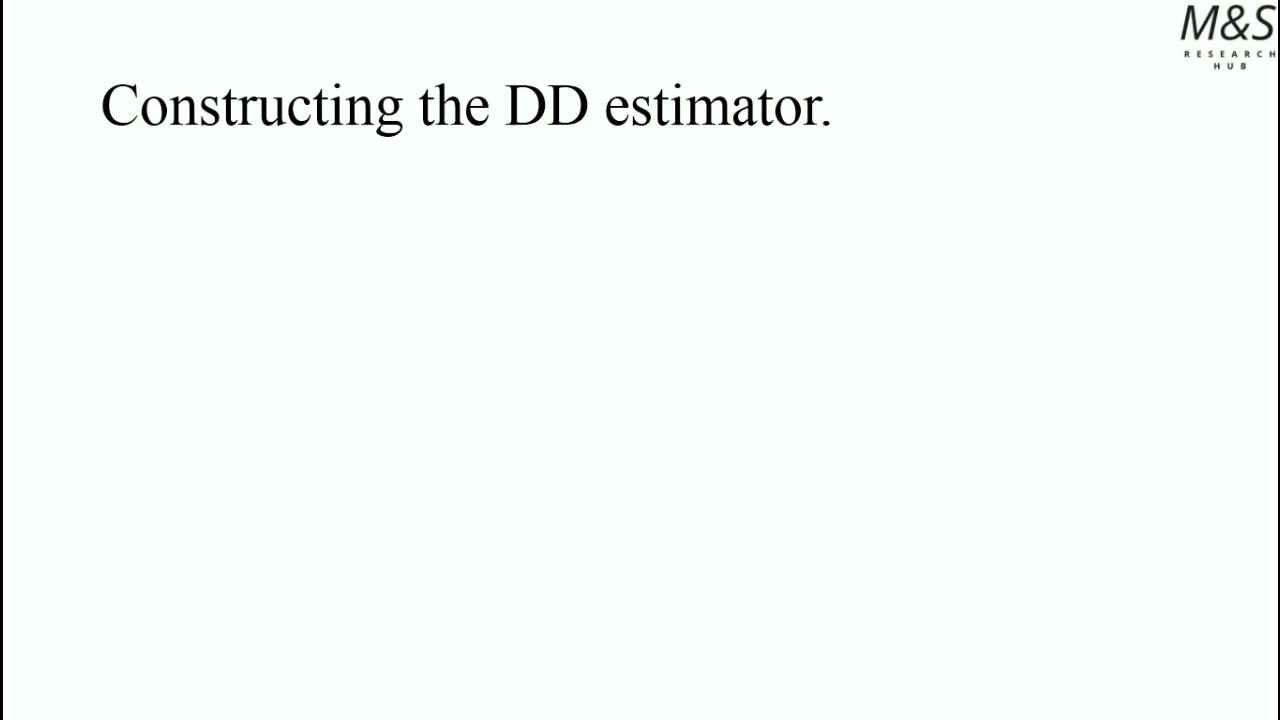 M&S
RESEARCH
HUB
Constructing the DD estimator.